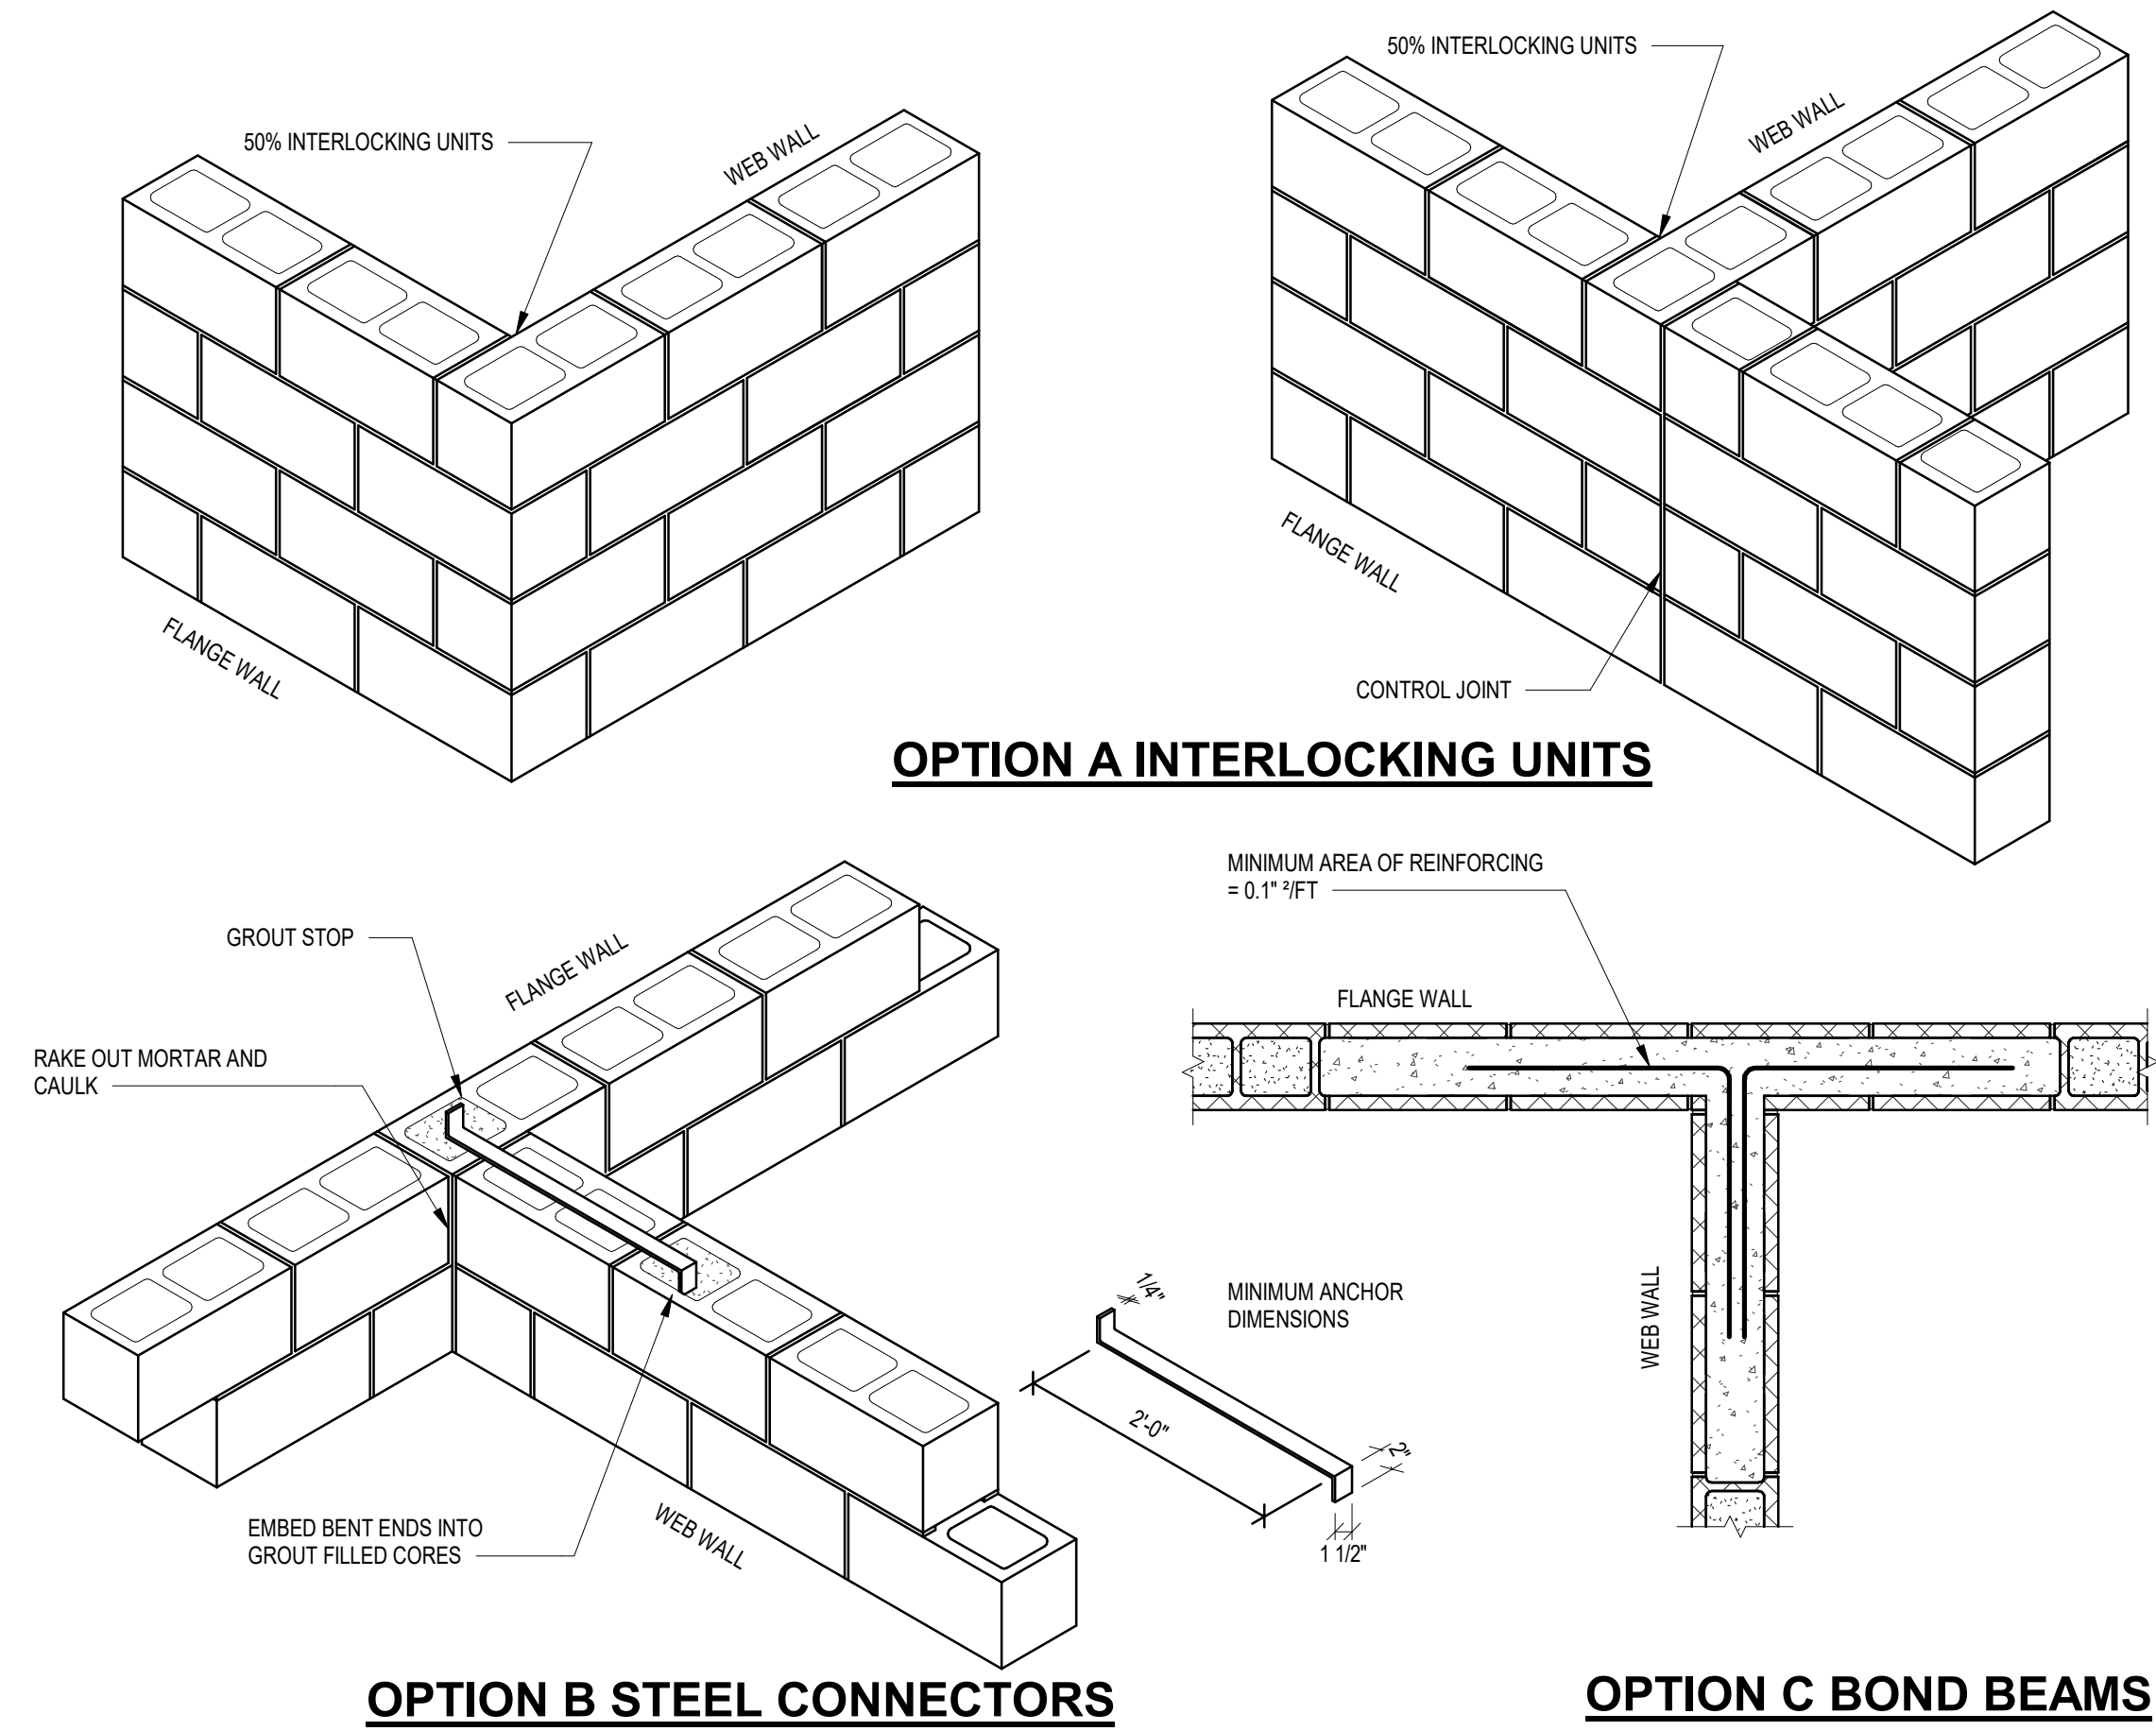 50% INTERLOCKING UNITS
WEB WALL
FLANGE WALL
50% INTERLOCKING UNITS
WEB WALL
FLANGE WALL
CONTROL JOINT
OPTION A INTERLOCKING UNITS
GROUT STOP
FLANGE WALL
RAKE OUT MORTAR AND
CAULK
EMBED BENT ENDS INTO
GROUT FILLED CORES
WEB WALL
1/4"
MINIMUM ANCHOR
DIMENSIONS
2'-0"
2"
1 1/2"
OPTION B STEEL CONNECTORS
MINIMUM AREA OF REINFORCING
= 0.1" ²/FT
FLANGE WALL
WEB WALL
OPTION C BOND BEAMS